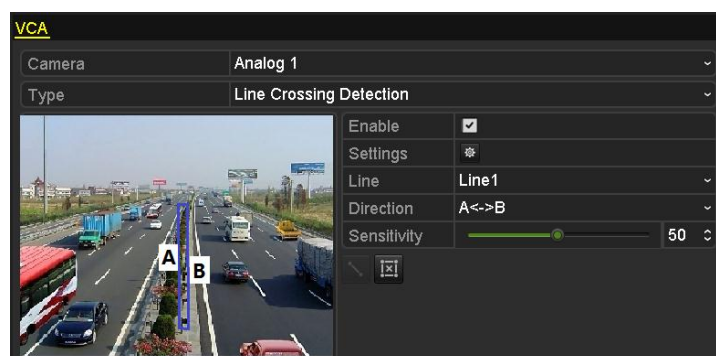 VCA
Camera Analog 1
Type Line Crossing Detection
Enable
Settings
Line Line1
Direction A<->B
Sensitivity 50
A
B